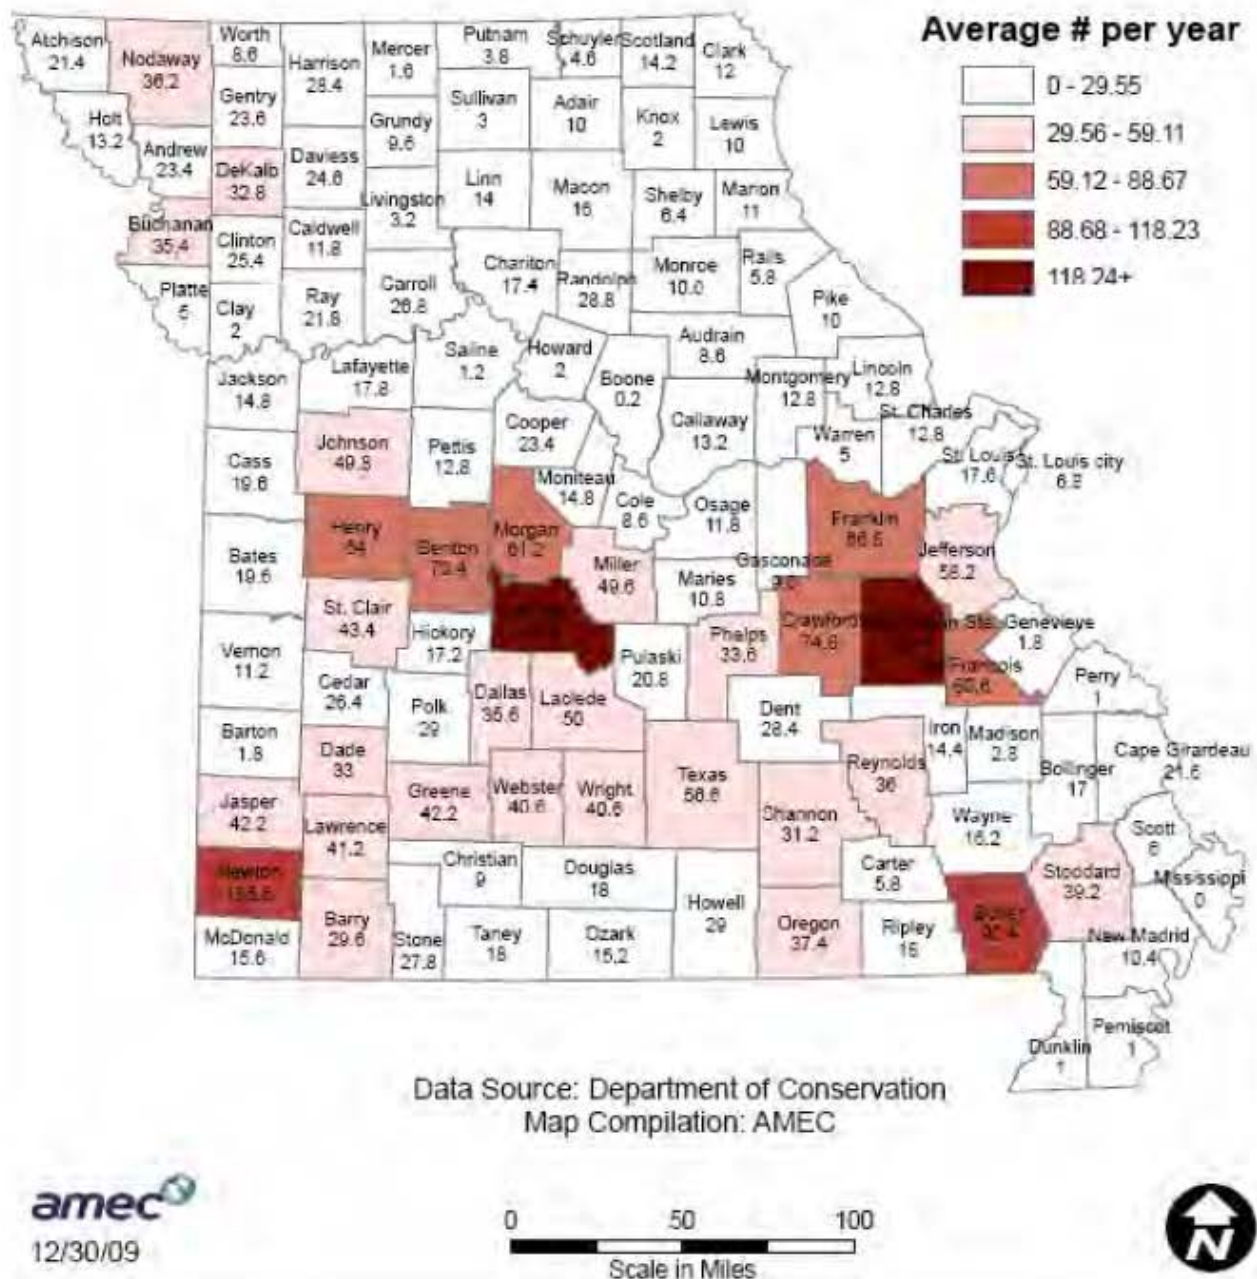 Average # per year
0 - 29.55
29.56 - 59.11
59.12 - 88.67
88.68 - 118.23
118.24+
Atchison
21.4
Nodaway
36.2
Worth
8.6
Harrison
28.4
Mercer
1.6
Putnam
3.8
Schuyler
4.6
Scotland
14.2
Clark
12
Holt
13.2
Andrew
23.4
Gentry
23.6
DeKalb
32.8
Daviess
24.6
Grundy
9.6
Sullivan
3
Adair
10
Knox
2
Lewis
10
Buchanan
35.4
Clinton
25.4
Caldwell
11.8
Livingston
3.2
Linn
14
Macon
16
Shelby
6.4
Marion
11
Platte
5
Clay
2
Ray
21.8
Carroll
26.8
Chariton
17.4
Randolph
28.8
Monroe
10.0
Ralls
5.8
Pike
10
Jackson
14.8
Lafayette
17.8
Saline
1.2
Howard
2
Boone
0.2
Audrain
8.6
Callaway
13.2
Montgomery
12.8
Lincoln
12.8
St. Charles
12.8
Warren
5
St. Louis
17.6
St. Louis city
6.8
Cass
19.6
Johnson
49.8
Pettis
12.8
Cooper
23.4
Moniteau
14.8
Cole
8.6
Osage
11.8
Gasconade
Franklin
Jefferson
58.2
Bates
19.6
Henry
64
Benton
Morgan
61.2
Miller
49.6
Maries
10.8
St. Clair
43.4
Hickory
17.2
Pulaski
20.8
Phelps
33.6
Crawford
74.8
Ste. Genevieve
1.8
Francois
Perry
1
Vernon
11.2
Cedar
26.4
Polk
29
Dallas
35.6
Laclede
50
Dent
28.4
Iron
14.4
Madison
2.8
Bollinger
17
Cape Girardeau
21.6
Barton
1.8
Dade
33
Greene
42.2
Webster
40.6
Wright
40.6
Texas
56.6
Reynolds
36
Shannon
31.2
Wayne
16.2
Scott
6
Jasper
42.2
Lawrence
41.2
Christian
9
Douglas
18
Carter
5.8
Stoddard
39.2
Mississippi
0
Newton
McDonald
15.6
Barry
29.6
Stone
27.8
Taney
18
Ozark
15.2
Howell
29
Oregon
37.4
Ripley
16
Butler
New Madrid
10.4
Dunklin
1
Pemiscot
1
Data Source: Department of Conservation
Map Compilation: AMEC
amec
12/30/09
0 50 100
Scale in Miles
N